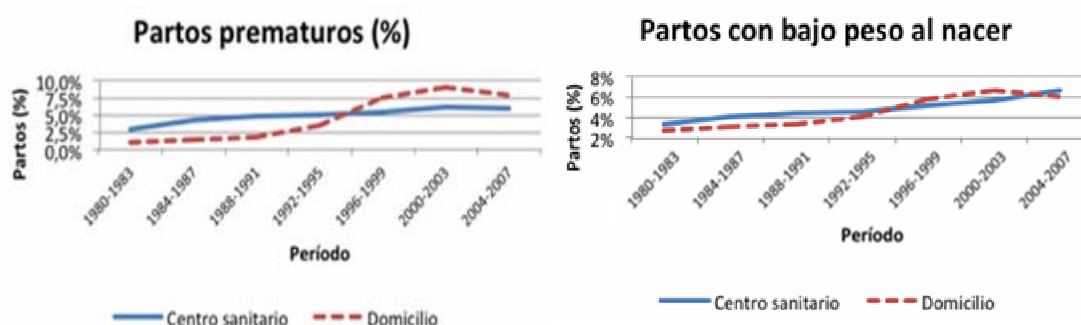 Partos prematuros (%)
Partos (%)
10,0%
7,5%
5,0%
2,5%
0,0%
1980-1983
1984-1987
1988-1991
1992-1995
1996-1999
2000-2003
2004-2007
Período
Centro sanitario
Domicilio
Partos con bajo peso al nacer
Partos (%)
8%
6%
4%
2%
1980-1983
1984-1987
1988-1991
1992-1995
1996-1999
2000-2003
2004-2007
Período
Centro sanitario
Domicilio